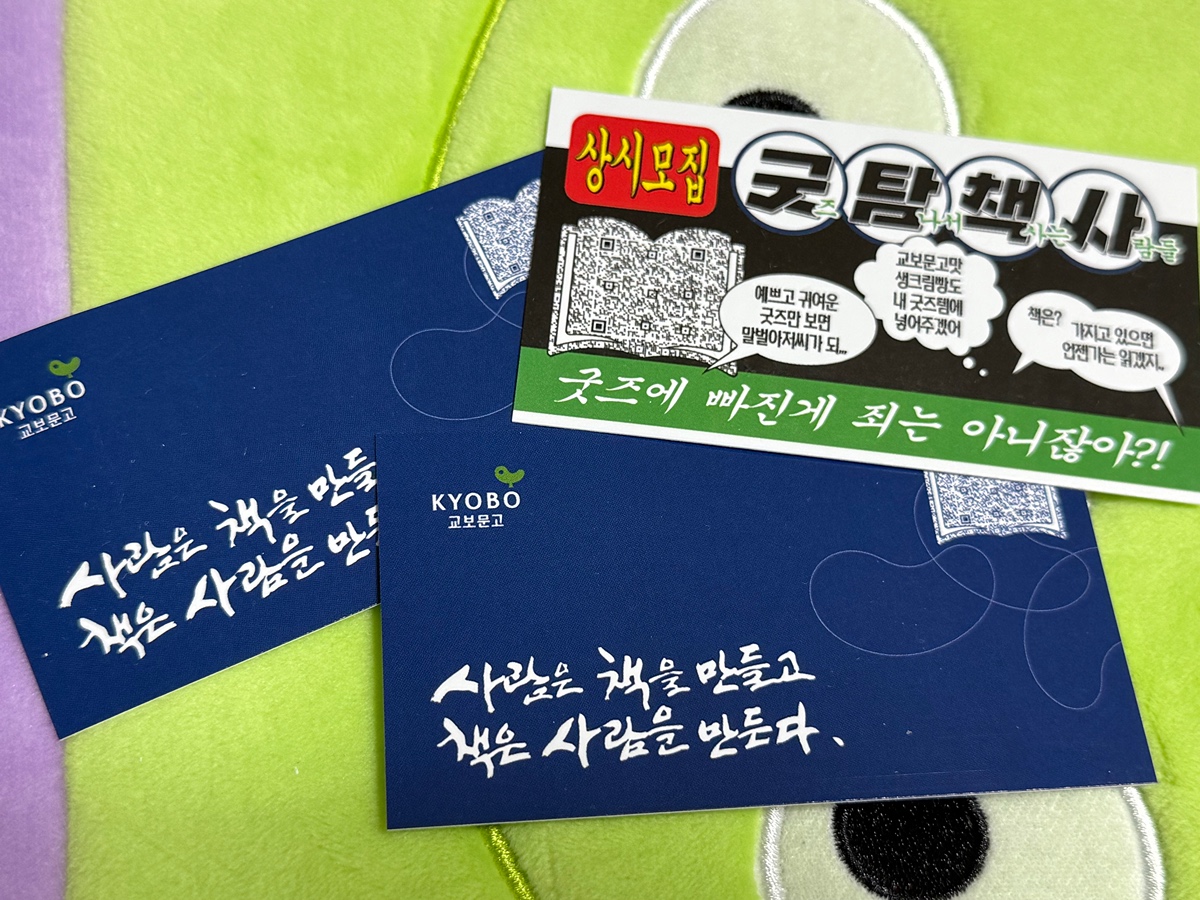 상시모집
굿즈 탐나서 책사는 사람들
예쁘고 귀여운
굿즈만 보면
말벌아저씨가 되..
교보문고맛
생크림빵도
내 굿즈템에
넣어주겠어
책은? 가지고 있으면
언젠가는 읽겠지..
굿즈에 빠진게 죄는 아니잖아?!
KYOBO
교보문고
사람은 책을 만들
책은 사람을 만든
KYOBO
교보문고
사람은 책을 만들고
책은 사람을 만든다.